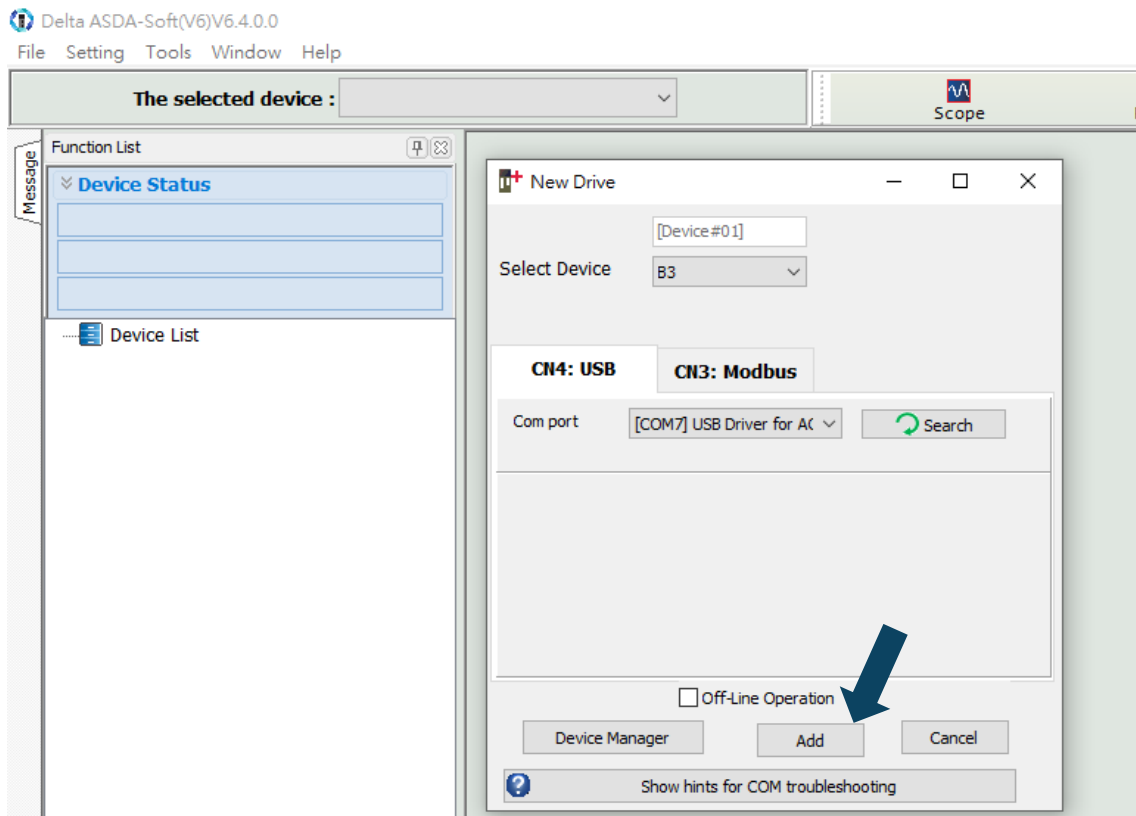 Delta ASDA-Soft(V6)V6.4.0.0
File Setting Tools Window Help
The selected device :
Scope
Message
Function List
Device Status
Device List
New Drive
[Device#01]
Select Device B3
CN4: USB CN3: Modbus
Com port [COM7] USB Driver for AC Search
Off-Line Operation
Device Manager Add Cancel
Show hints for COM troubleshooting